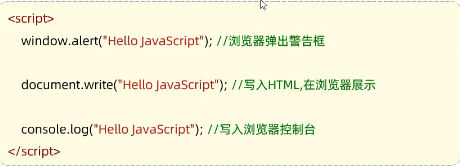 <script>
window.alert("Hello JavaScript"); //浏览器弹出警告框
document.write("Hello JavaScript"); //写入HTML,在浏览器展示
console.log("Hello JavaScript"); //写入浏览器控制台
</script>